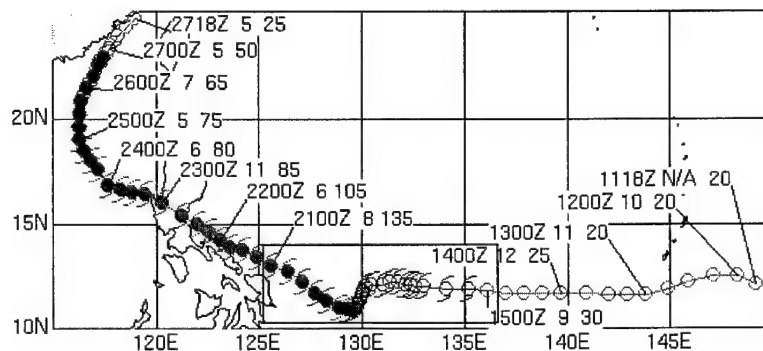 2718Z 5 25
2700Z 5 50
2600Z 7 65
20N
2500Z 5 75
2400Z 6 80
2300Z 11 85
2200Z 6 105
1118Z N/A 20
1200Z 10 20
15N
2100Z 8 135
1300Z 11 20
1400Z 12 25
1500Z 9 30
10N
120E
125E
130E
135E
140E
145E